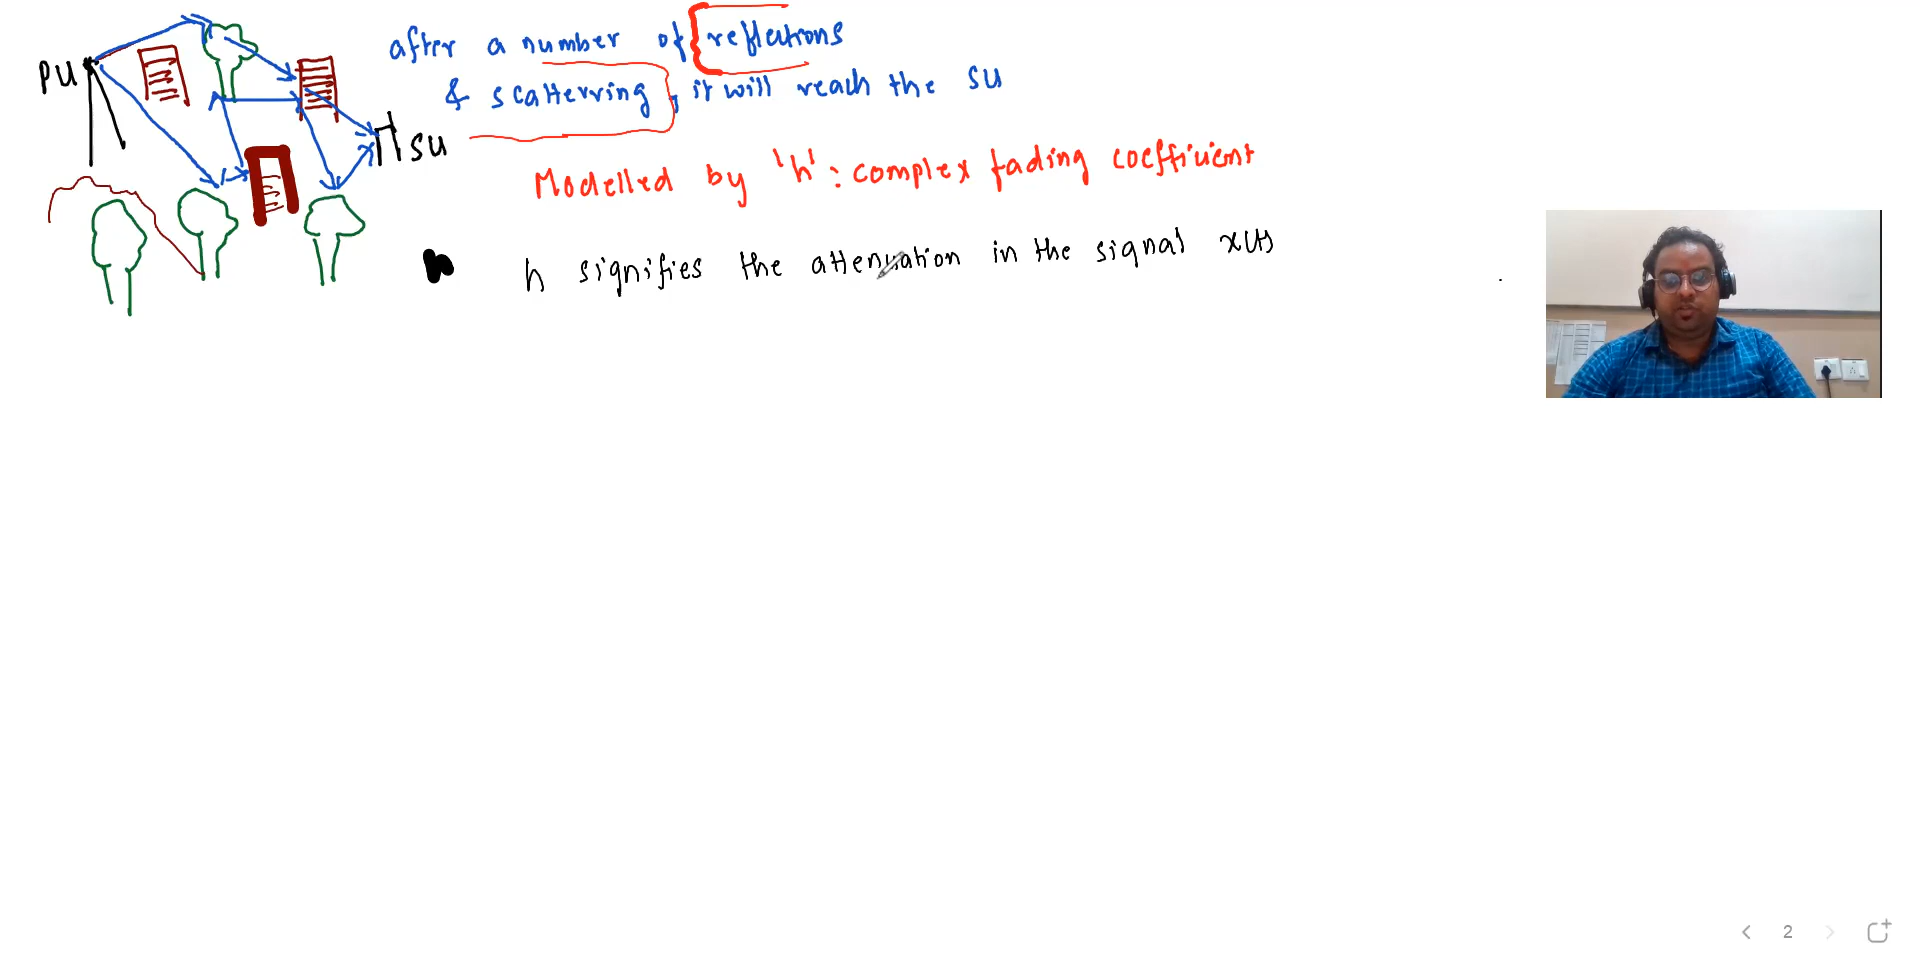 PU
SU
after a number of reflections
& scatterring, it will reach the SU
Modelled by 'h' : complex fading coefficient
h signifies the attenuation in the signal x(t)
2